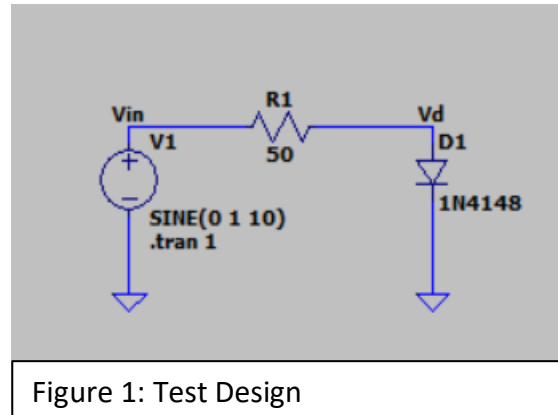 R1
Vin
Vd
V1
D1
50
1N4148
SINE(0 1 10)
.tran 1
Figure 1: Test Design